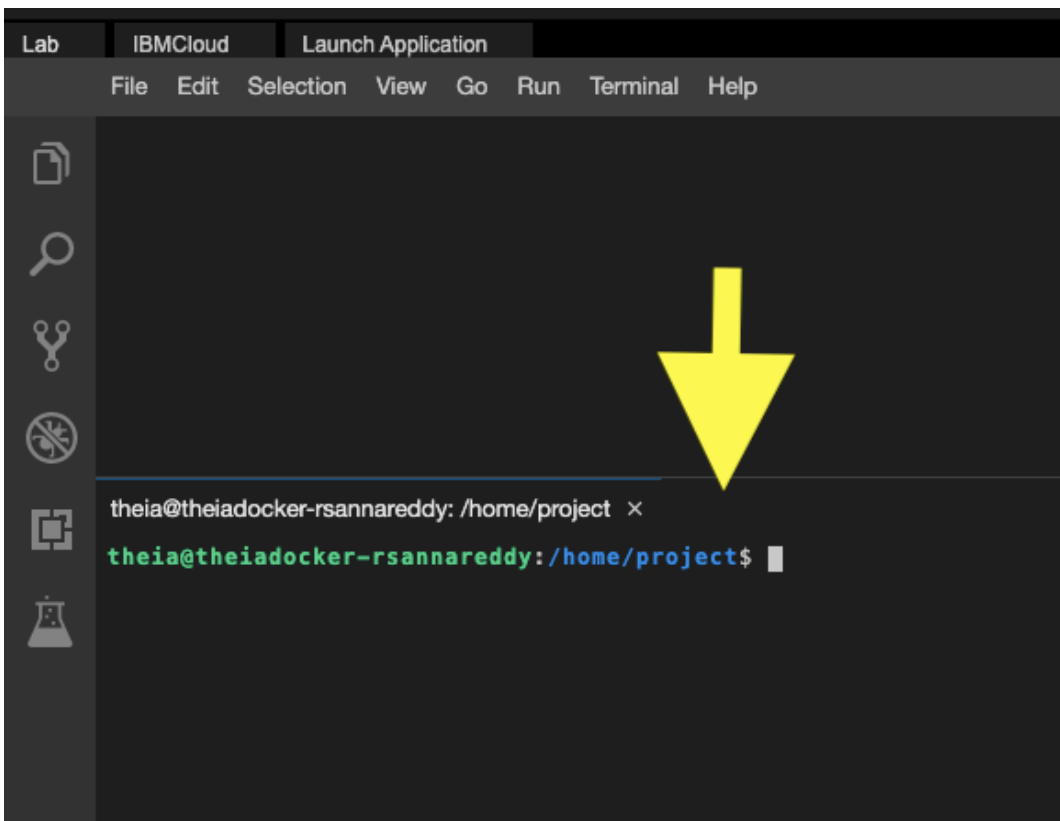 Lab IBMCloud Launch Application
File Edit Selection View Go Run Terminal Help
theia@theiadocker-rsannareddy: /home/project ×
theia@theiadocker-rsannareddy:/home/project$